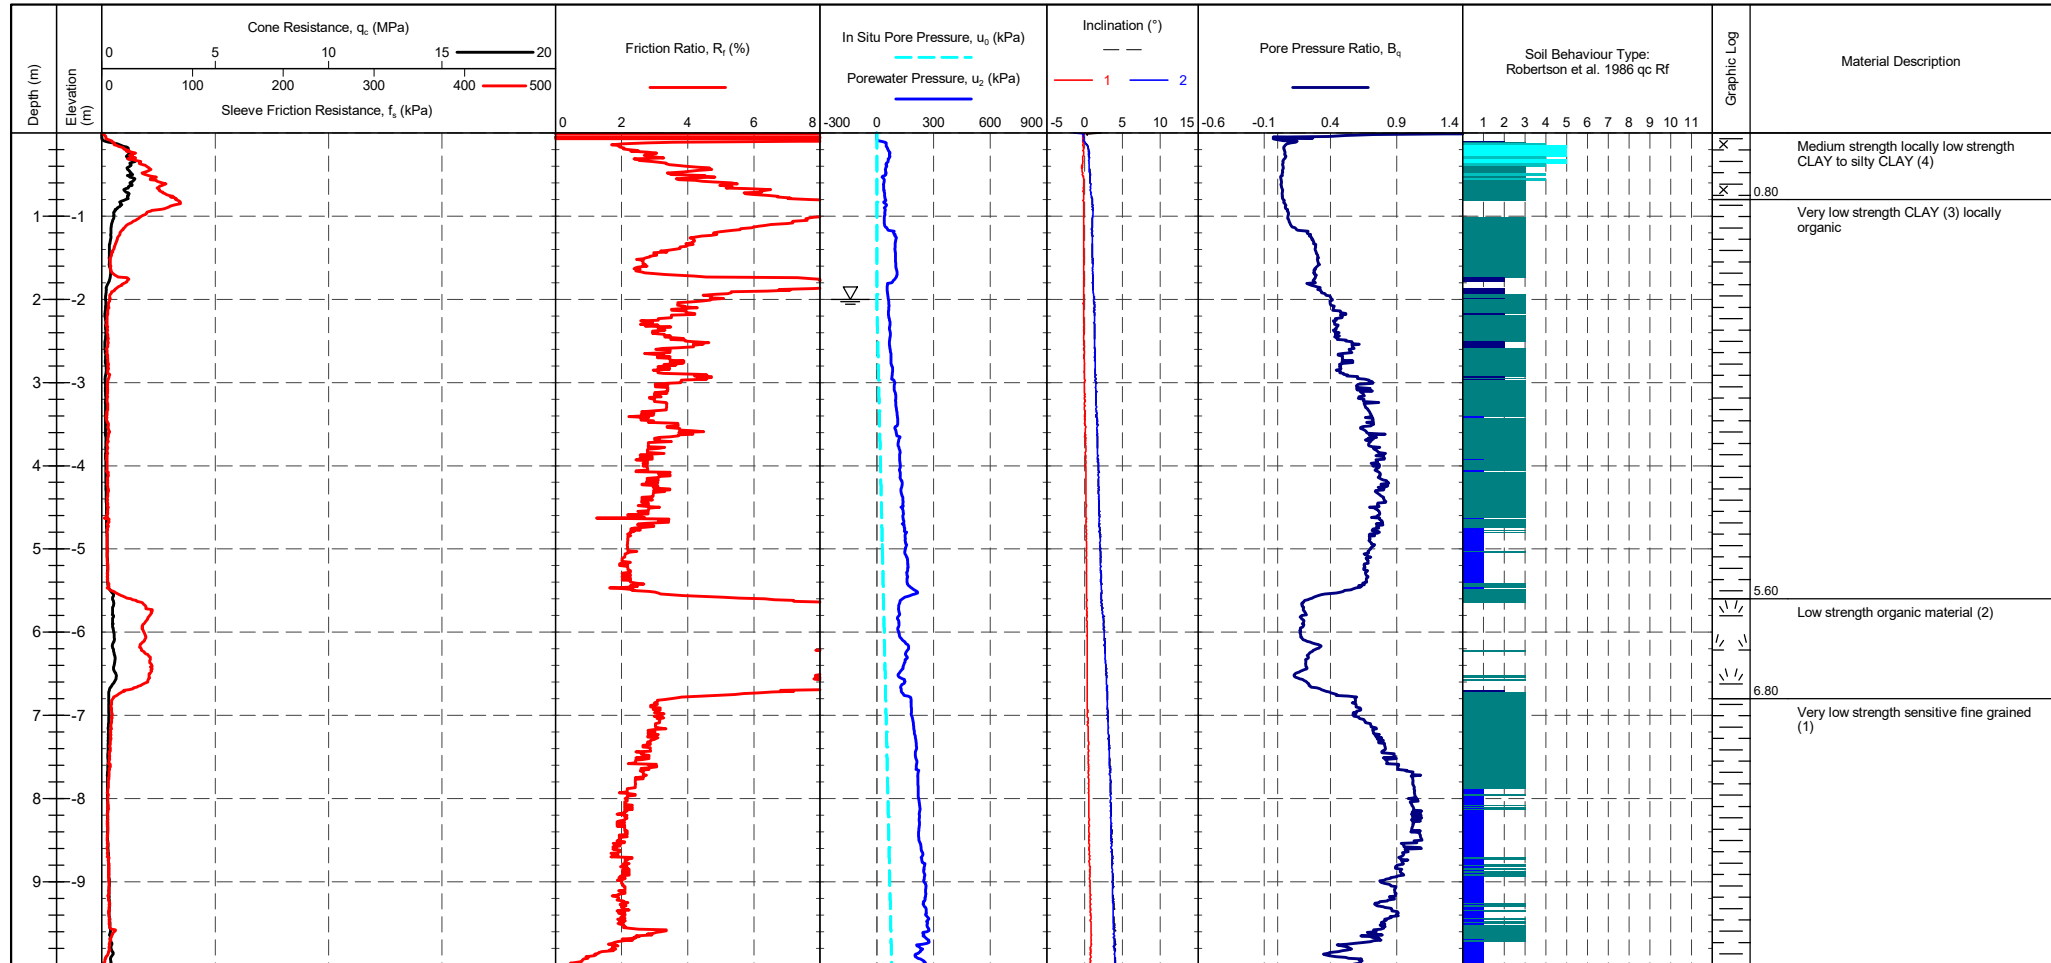 Depth (m)
Elevation (m)
Cone Resistance, qc (MPa)
0 5 10 15 20
100 200 300 400 500
Sleeve Friction Resistance, fs (kPa)
Friction Ratio, Rf (%)
2 4 6 8
In Situ Pore Pressure, u0 (kPa)
Porewater Pressure, u2 (kPa)
-300 0 300 600 900
Inclination (°)
1 2
-5 0 5 10 15
Pore Pressure Ratio, Bq
-0.6 -0.1 0.4 0.9 1.4
Soil Behaviour Type:
Robertson et al. 1986 qc Rf
1 2 3 4 5 6 7 8 9 10 11
Graphic Log
Material Description
Medium strength locally low strength
CLAY to silty CLAY (4)
0.80
Very low strength CLAY (3) locally
organic
1 -1
2 -2
3 -3
4 -4
5 -5
5.60
Low strength organic material (2)
6 -6
6.80
Very low strength sensitive fine grained
(1)
7 -7
8 -8
9 -9